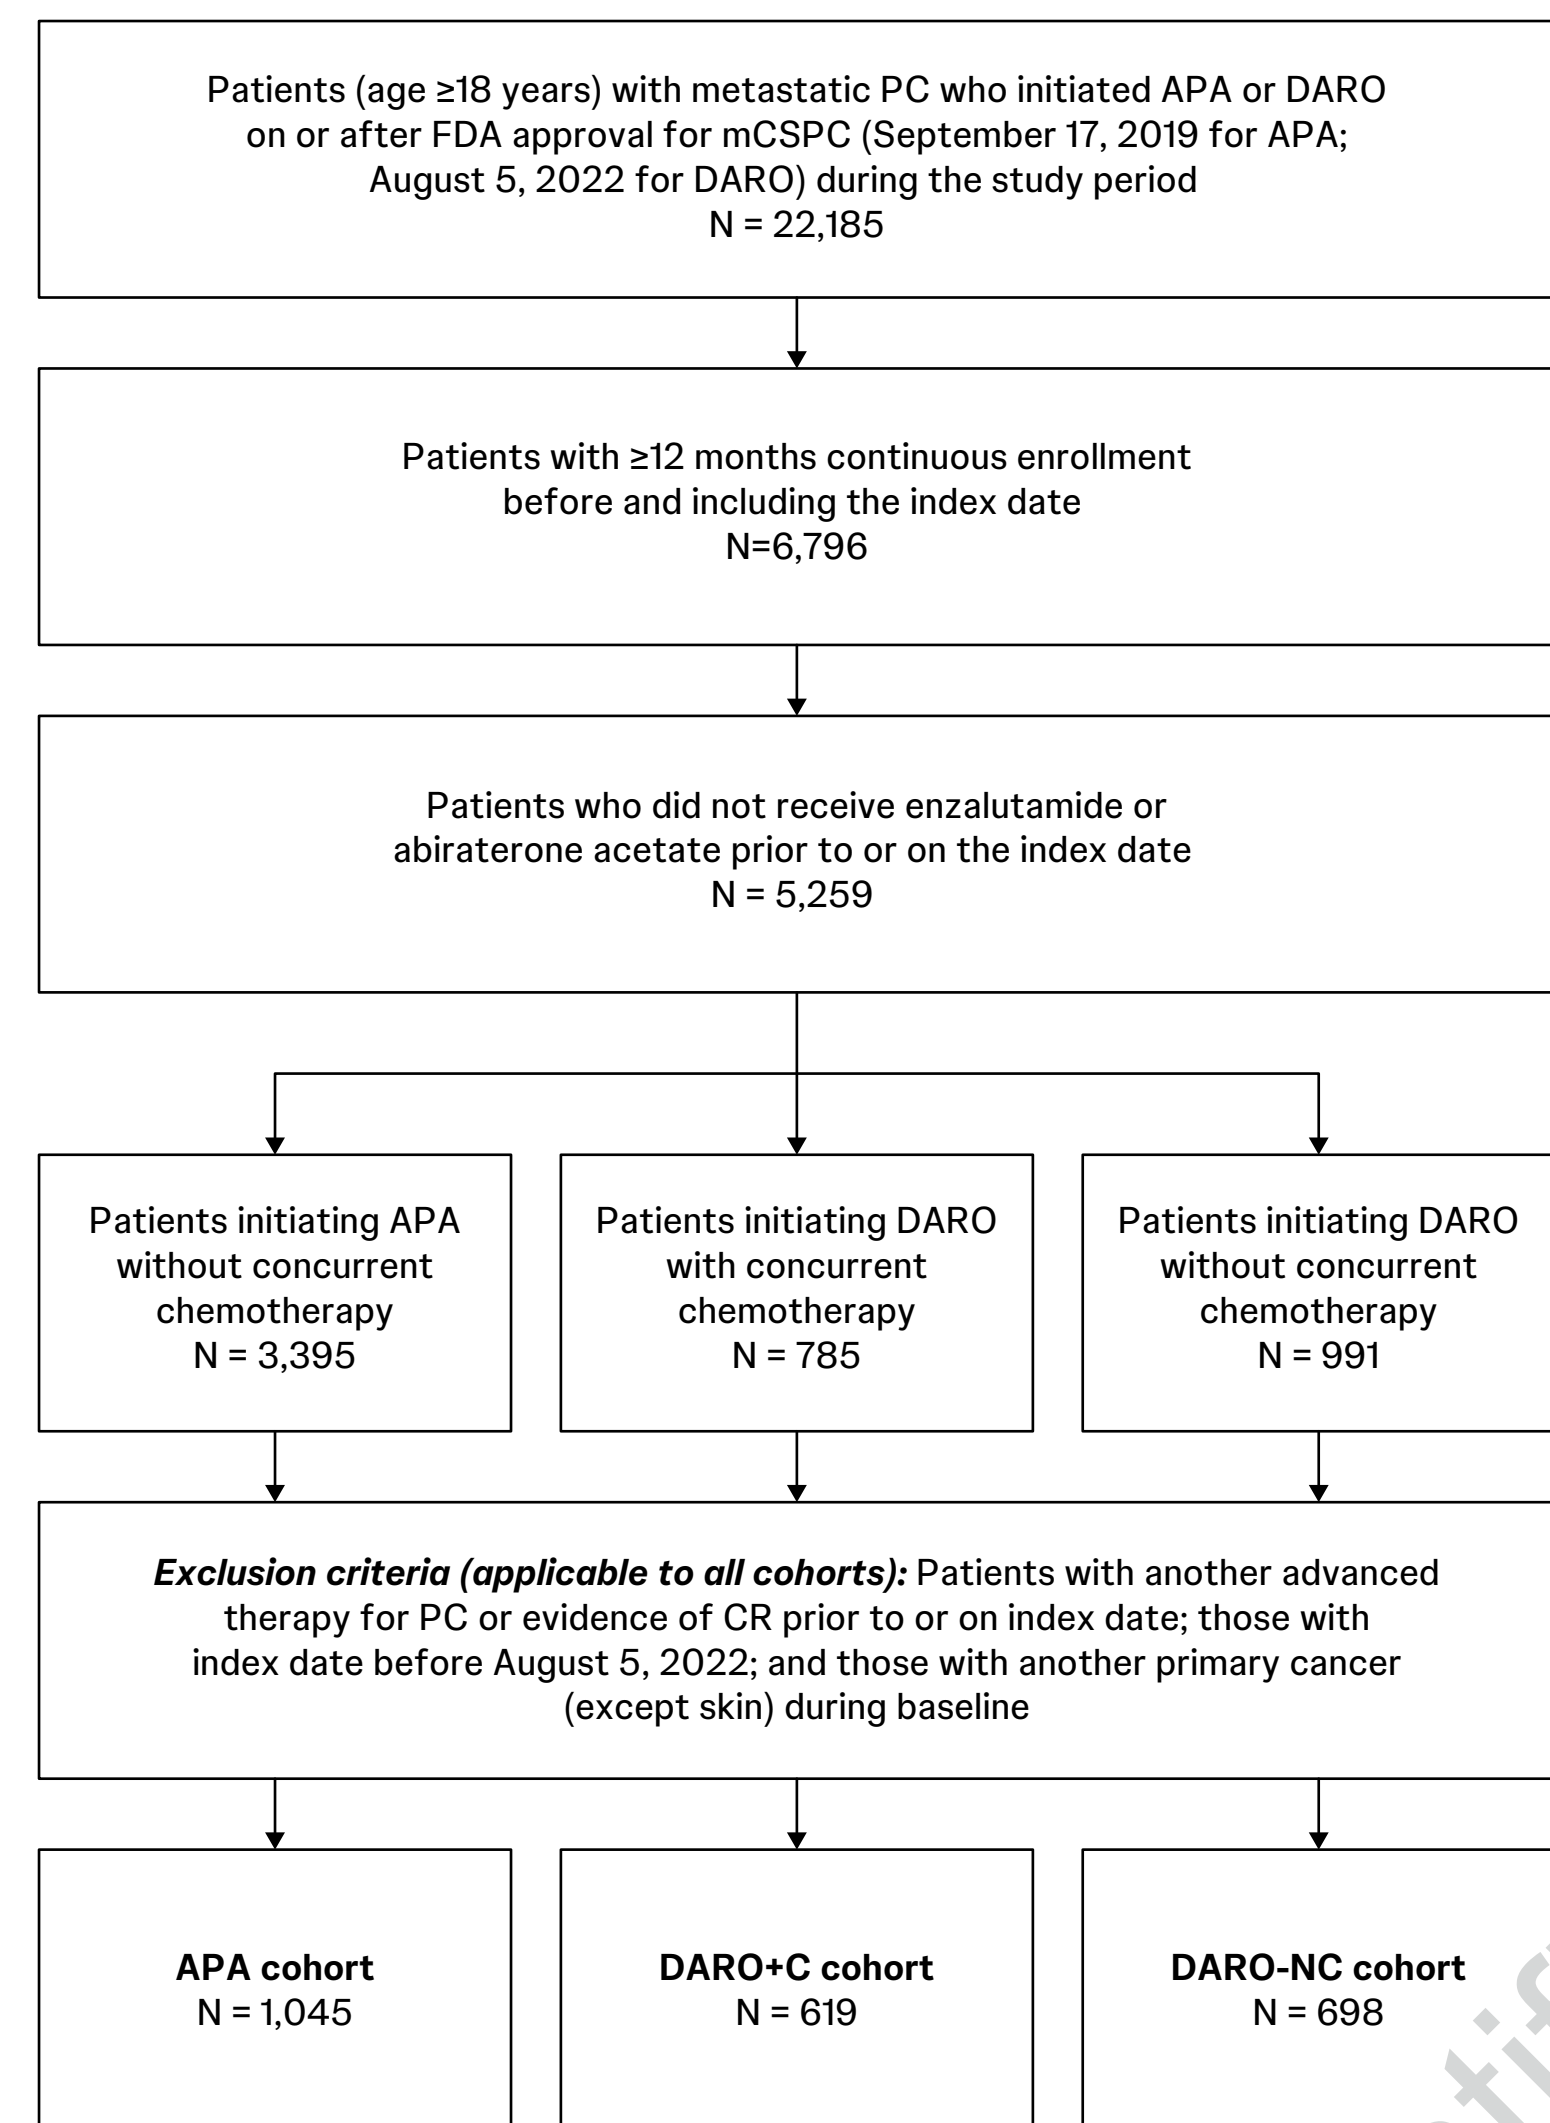 Patients (age ≥18 years) with metastatic PC who initiated APA or DARO
on or after FDA approval for mCSPC (September 17, 2019 for APA;
August 5, 2022 for DARO) during the study period
N = 22,185
Patients with ≥12 months continuous enrollment
before and including the index date
N=6,796
Patients who did not receive enzalutamide or
abiraterone acetate prior to or on the index date
N = 5,259
Patients initiating APA
without concurrent
chemotherapy
N = 3,395
Patients initiating DARO
with concurrent
chemotherapy
N = 785
Patients initiating DARO
without concurrent
chemotherapy
N = 991
Exclusion criteria (applicable to all cohorts): Patients with another advanced
therapy for PC or evidence of CR prior to or on index date; those with
index date before August 5, 2022; and those with another primary cancer
(except skin) during baseline
APA cohort
N = 1,045
DARO+C cohort
N = 619
DARO-NC cohort
N = 698